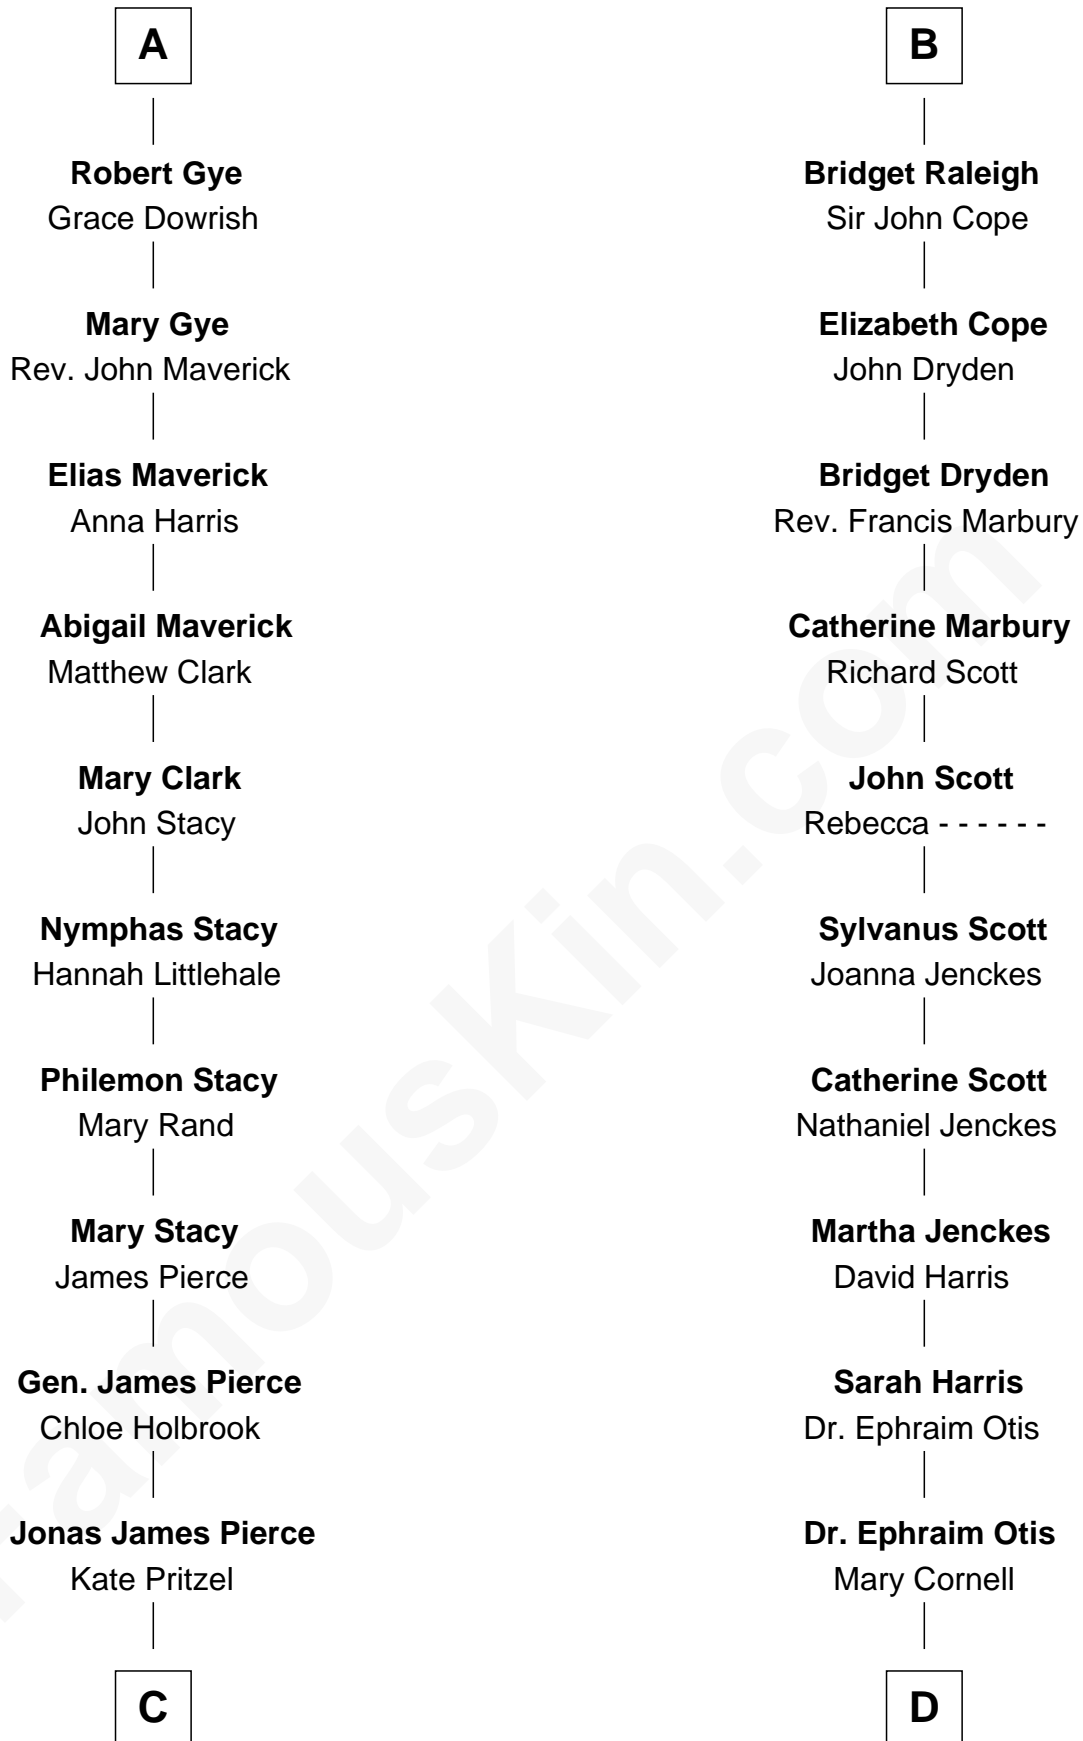 A
Robert Gye
Grace Dowrish
Mary Gye
Rev. John Maverick
Elias Maverick
Anna Harris
Abigail Maverick
Matthew Clark
Mary Clark
John Stacy
Nymphas Stacy
Hannah Littlehale
Philemon Stacy
Mary Rand
Mary Stacy
James Pierce
Gen. James Pierce
Chloe Holbrook
Jonas James Pierce
Kate Pritzel
C
B
Bridget Raleigh
Sir John Cope
Elizabeth Cope
John Dryden
Bridget Dryden
Rev. Francis Marbury
Catherine Marbury
Richard Scott
John Scott
Rebecca - - - - - -
Sylvanus Scott
Joanna Jenckes
Catherine Scott
Nathaniel Jenckes
Martha Jenckes
David Harris
Sarah Harris
Dr. Ephraim Otis
Dr. Ephraim Otis
Mary Cornell
D
FamousKin.com